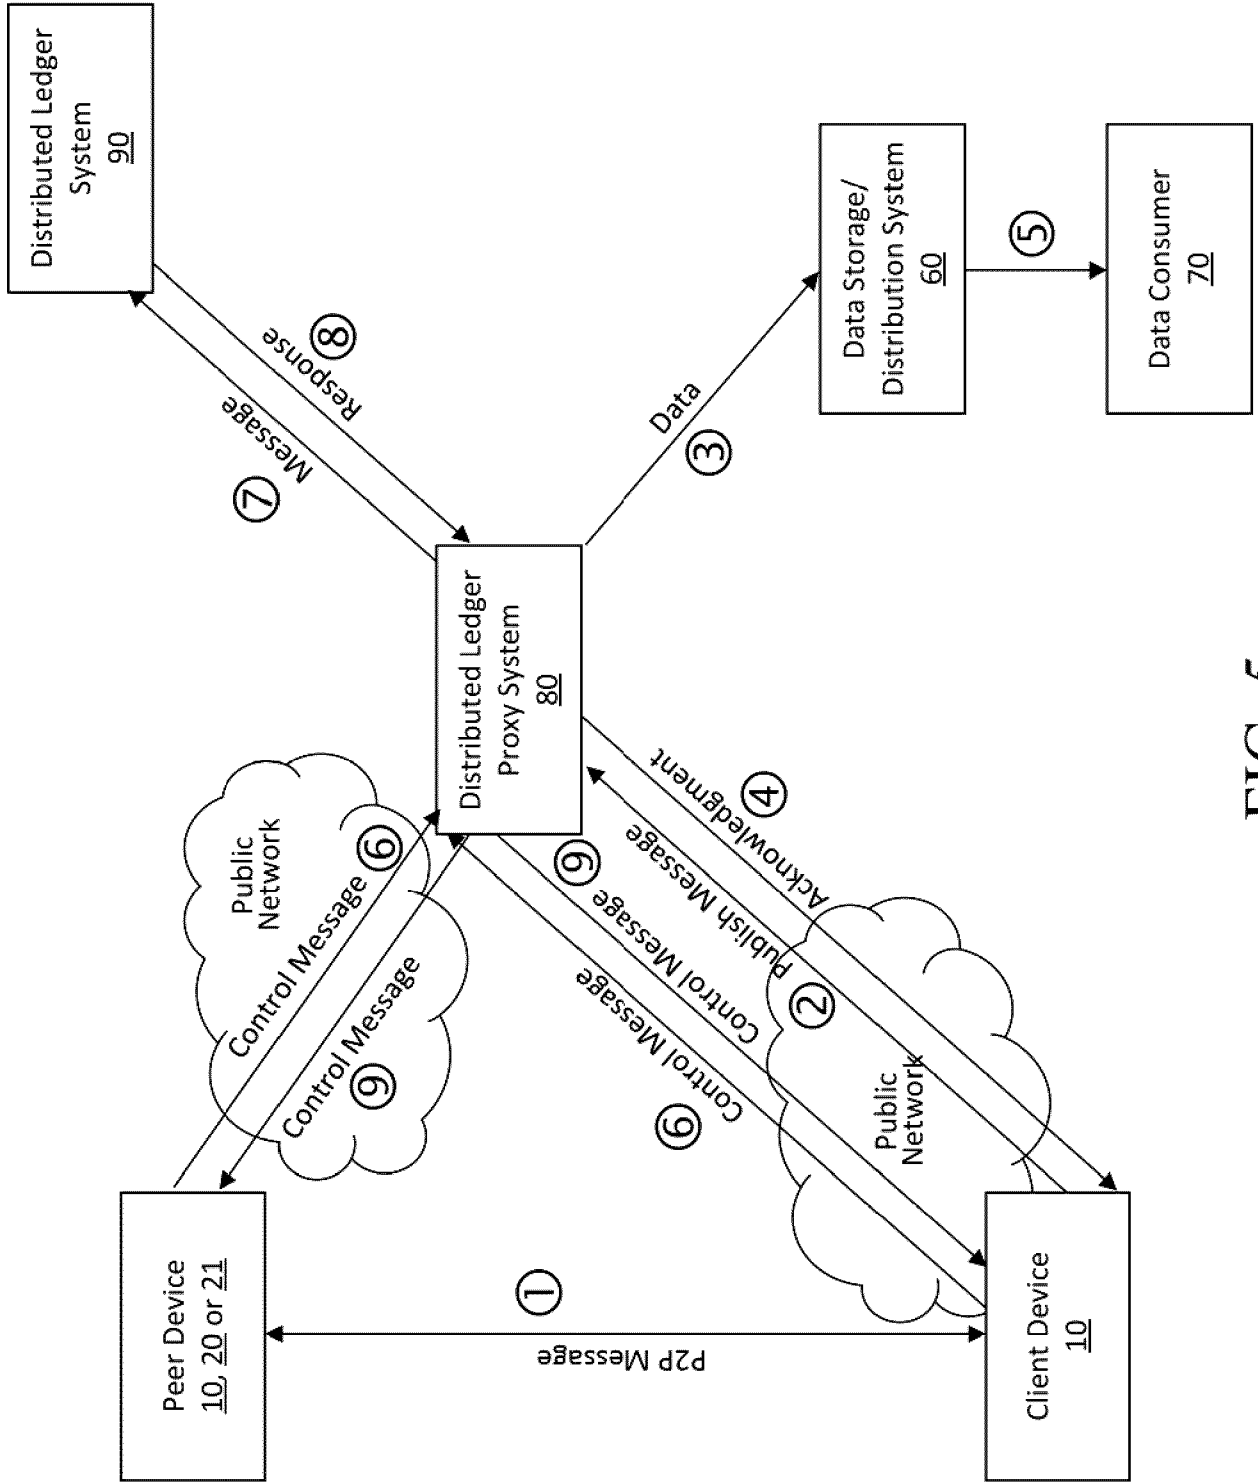 Peer Device
10, 20 or 21
Public
Network
Control Message
⑥
Control Message
⑨
Distributed Ledger
System
90
⑦
Message
Response
⑧
P2P Message
①
Distributed Ledger
Proxy System
80
⑥
Control Message
Control Message
⑨
②
Publish Message
Acknowledgment
④
Public
Network
③
Data
Data Storage/
Distribution System
60
⑤
Client Device
10
Data Consumer
70
FIG